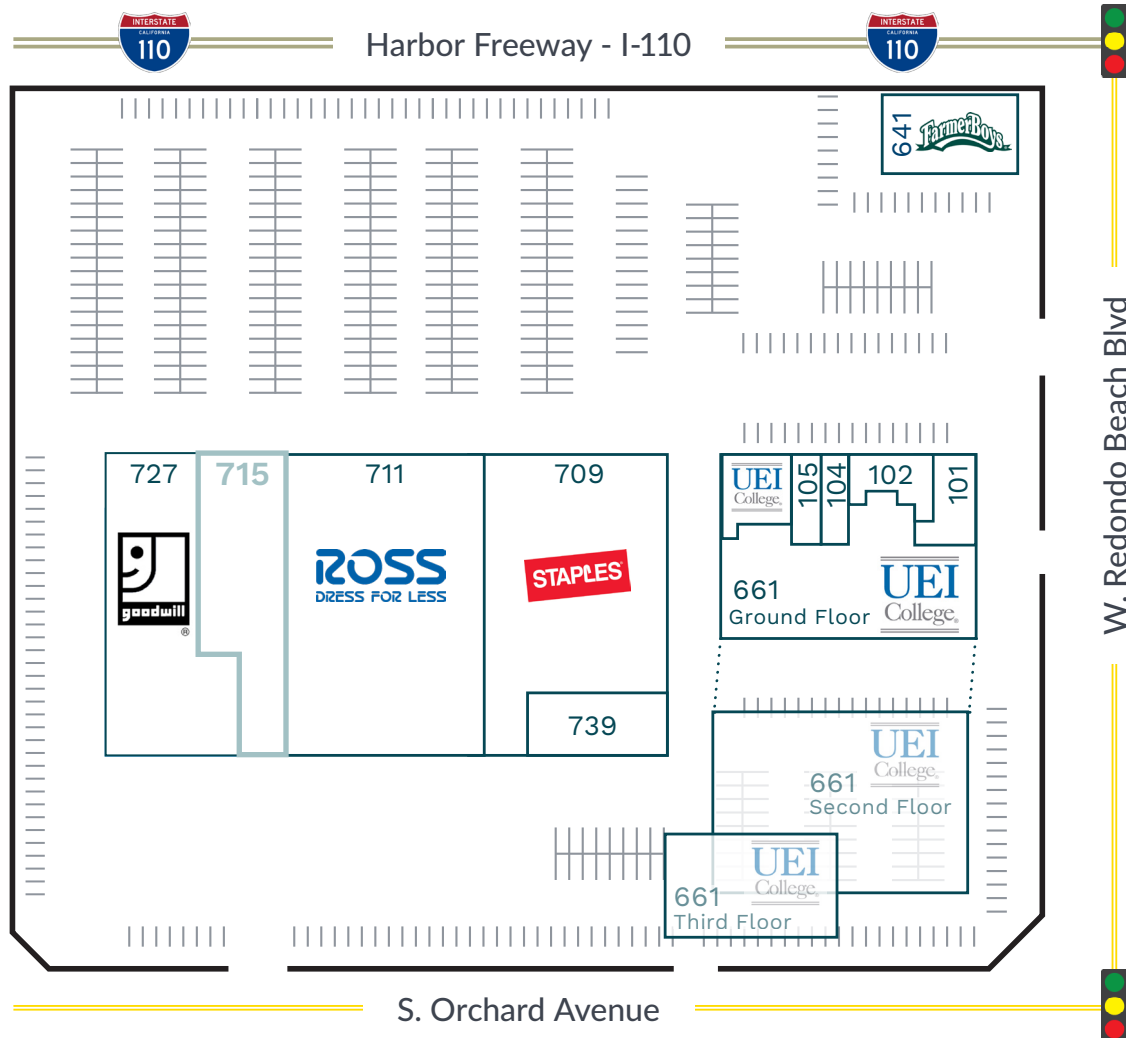 INTERSTATE
CALIFORNIA
110
Harbor Freeway - I-110
INTERSTATE
CALIFORNIA
110
641
FarmerBoys
W. Redondo Beach Blvd
727
715
711
709
UEI
College®
105
104
102
101
goodwill
®
ROSS
DRESS FOR LESS
STAPLES
739
661
Ground Floor
UEI
College®
661
Second Floor
UEI
College®
661
Third Floor
UEI
College®
S. Orchard Avenue